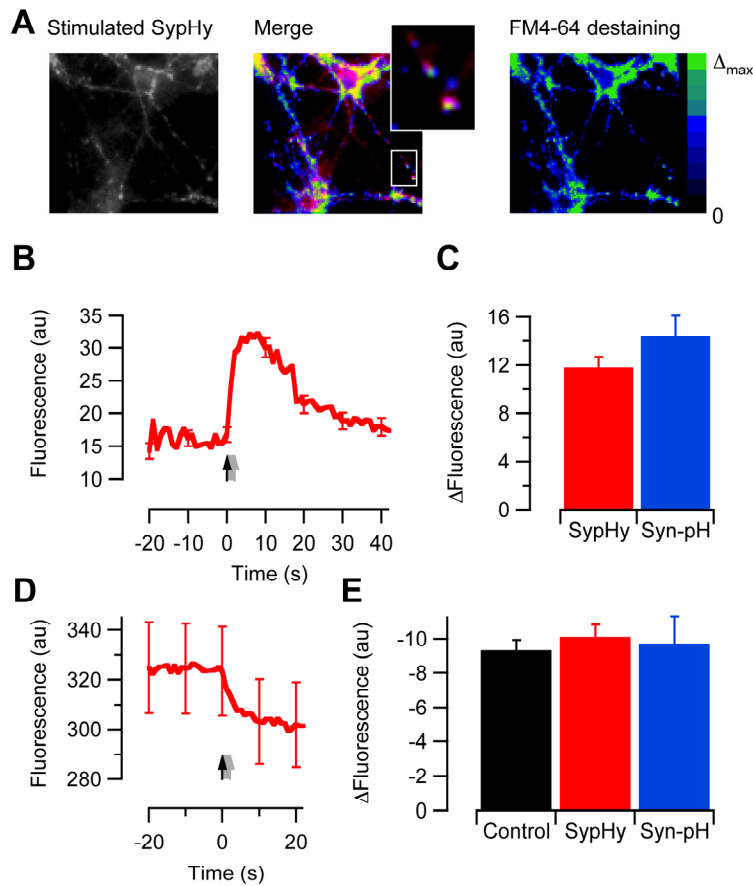 A
Stimulated SypHy
Merge
FM4-64 destaining
Δmax
0
B
Fluorescence (au)
35
30
25
20
15
10
-20 -10 0 10 20 30 40
Time (s)
C
ΔFluorescence (au)
16
12
8
4
0
SypHy Syn-pH
D
Fluorescence (au)
340
320
300
280
-20 0 20
Time (s)
E
ΔFluorescence (au)
-10
-8
-6
-4
-2
0
Control SypHy Syn-pH